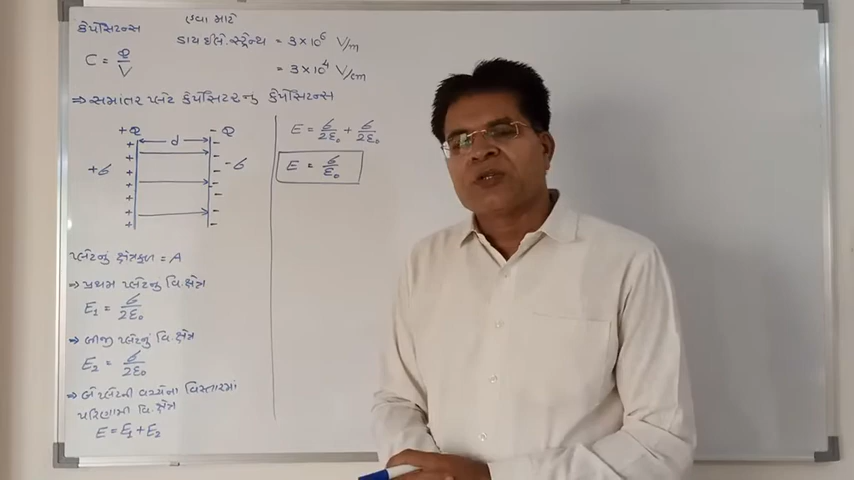 કેપેસિટન્સ
હવા માટે
ડાયઈલે. સ્ટ્રેન્થ = 3 × 10⁶ V/m
C = Q/V
= 3 × 10⁴ V/cm
⇒ સમાંતર પ્લેટ કેપેસિટરનું કેપેસિટન્સ
+Q - Q
d
+σ - σ
પ્લેટનું ક્ષેત્રફળ = A
→ પ્રથમ પ્લેટનું વિ. ક્ષેત્ર
E₁ = σ/2ε₀
→ બીજી પ્લેટનું વિ. ક્ષેત્ર
E₂ = σ/2ε₀
⇒ બે પ્લેટની વચ્ચેના વિસ્તારમાં
પરિણામી વિ. ક્ષેત્ર
E = E₁ + E₂
E = σ/2ε₀ + σ/2ε₀
E = σ/ε₀